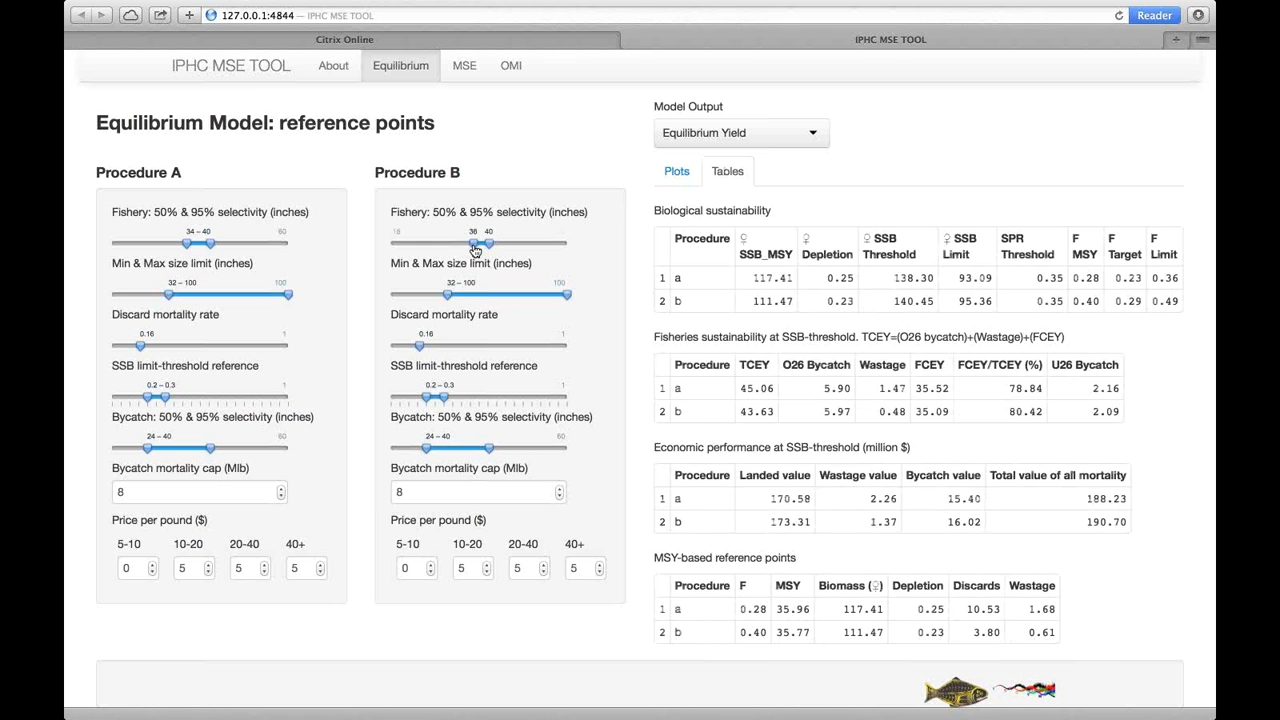 127.0.0.1:4844 — IPHC MSE TOOL
Reader
Citrix Online
IPHC MSE TOOL
IPHC MSE TOOL About Equilibrium MSE OMI
Equilibrium Model: reference points
Procedure A
Fishery: 50% & 95% selectivity (inches)
34 – 40 60
Min & Max size limit (inches)
32 – 100 100
Discard mortality rate
0.16 1
SSB limit-threshold reference
0.2 – 0.3 1
Bycatch: 50% & 95% selectivity (inches)
24 – 40 60
Bycatch mortality cap (Mlb)
8
Price per pound ($)
5-10 10-20 20-40 40+
0 5 5 5
Procedure B
Fishery: 50% & 95% selectivity (inches)
18 38 40
Min & Max size limit (inches)
32 – 100 100
Discard mortality rate
0.16 1
SSB limit-threshold reference
0.2 – 0.3 1
Bycatch: 50% & 95% selectivity (inches)
24 – 40 60
Bycatch mortality cap (Mlb)
8
Price per pound ($)
5-10 10-20 20-40 40+
0 5 5 5
Model Output
Equilibrium Yield
Plots Tables
Biological sustainability
Procedure ♀ SSB_MSY ♀ Depletion ♀ SSB Threshold ♀ SSB Limit SPR Threshold F MSY F Target F Limit
1 a 117.41 0.25 138.30 93.09 0.35 0.28 0.23 0.36
2 b 111.47 0.23 140.45 95.36 0.35 0.40 0.29 0.49
Fisheries sustainability at SSB-threshold. TCEY=(O26 bycatch)+(Wastage)+(FCEY)
Procedure TCEY O26 Bycatch Wastage FCEY FCEY/TCEY (%) U26 Bycatch
1 a 45.06 5.90 1.47 35.52 78.84 2.16
2 b 43.63 5.97 0.48 35.09 80.42 2.09
Economic performance at SSB-threshold (million $)
Procedure Landed value Wastage value Bycatch value Total value of all mortality
1 a 170.58 2.26 15.40 188.23
2 b 173.31 1.37 16.02 190.70
MSY-based reference points
Procedure F MSY Biomass (♀) Depletion Discards Wastage
1 a 0.28 35.96 117.41 0.25 10.53 1.68
2 b 0.40 35.77 111.47 0.23 3.80 0.61